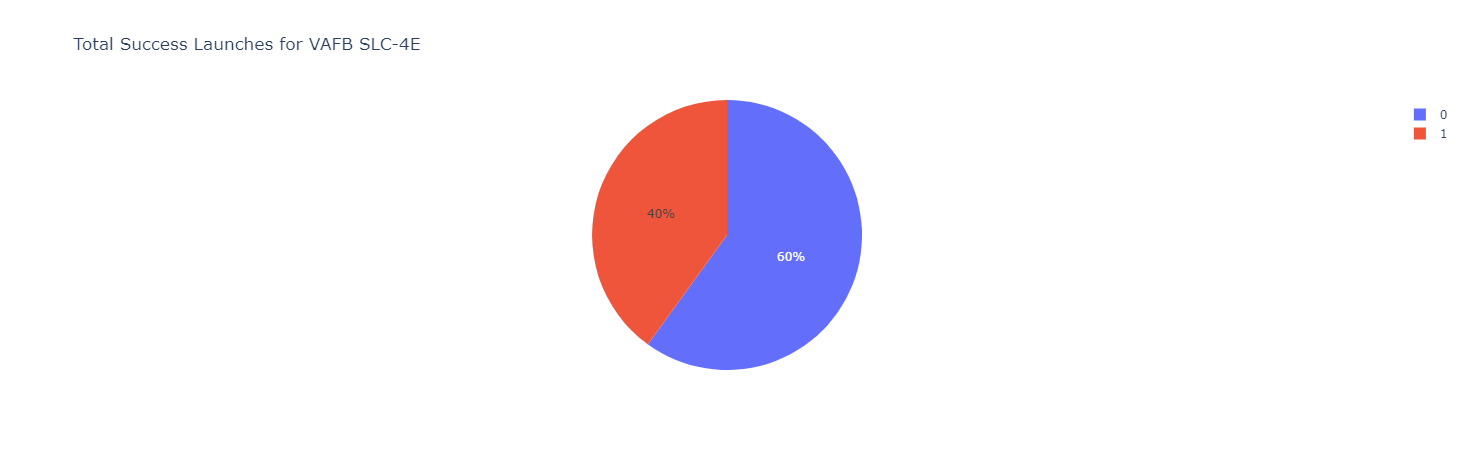 Total Success Launches for VAFB SLC-4E
0
1
40%
60%